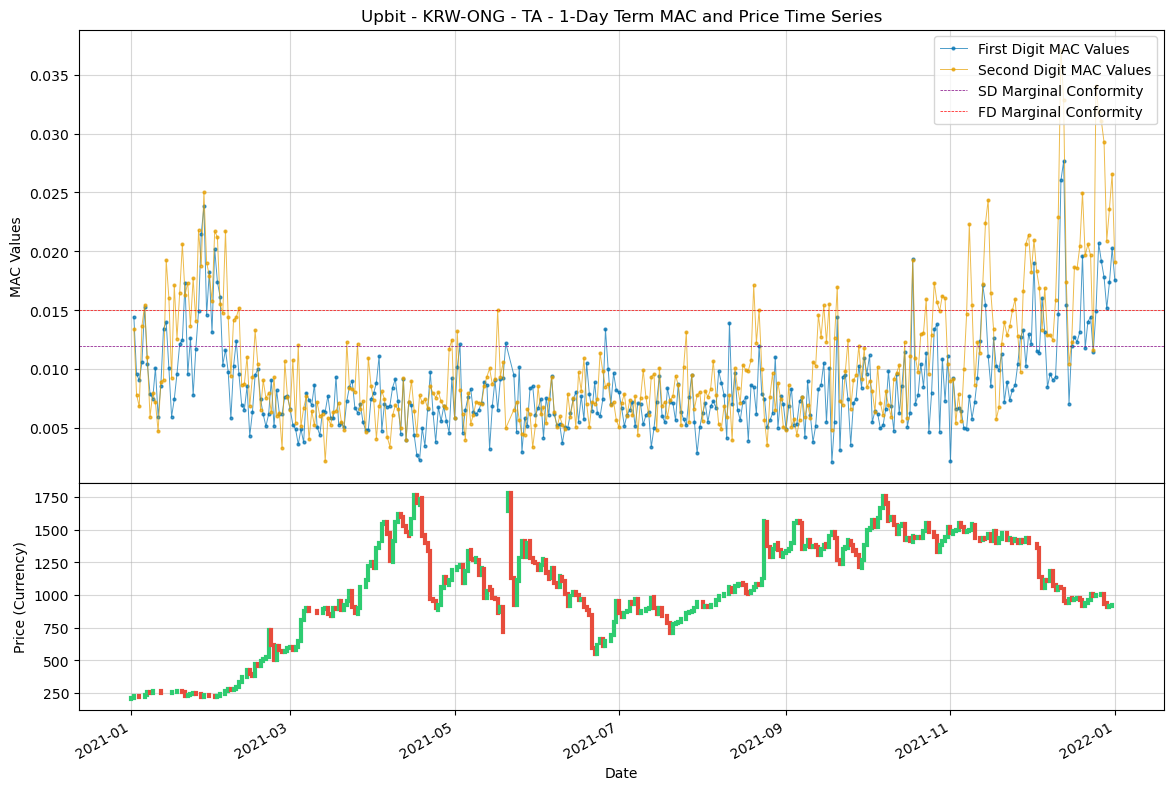 Upbit - KRW-ONG - TA - 1-Day Term MAC and Price Time Series
First Digit MAC Values
Second Digit MAC Values
SD Marginal Conformity
FD Marginal Conformity
MAC Values
0.035
0.030
0.025
0.020
0.015
0.010
0.005
Price (Currency)
1750
1500
1250
1000
750
500
250
2021-01
2021-03
2021-05
2021-07
2021-09
2021-11
2022-01
Date